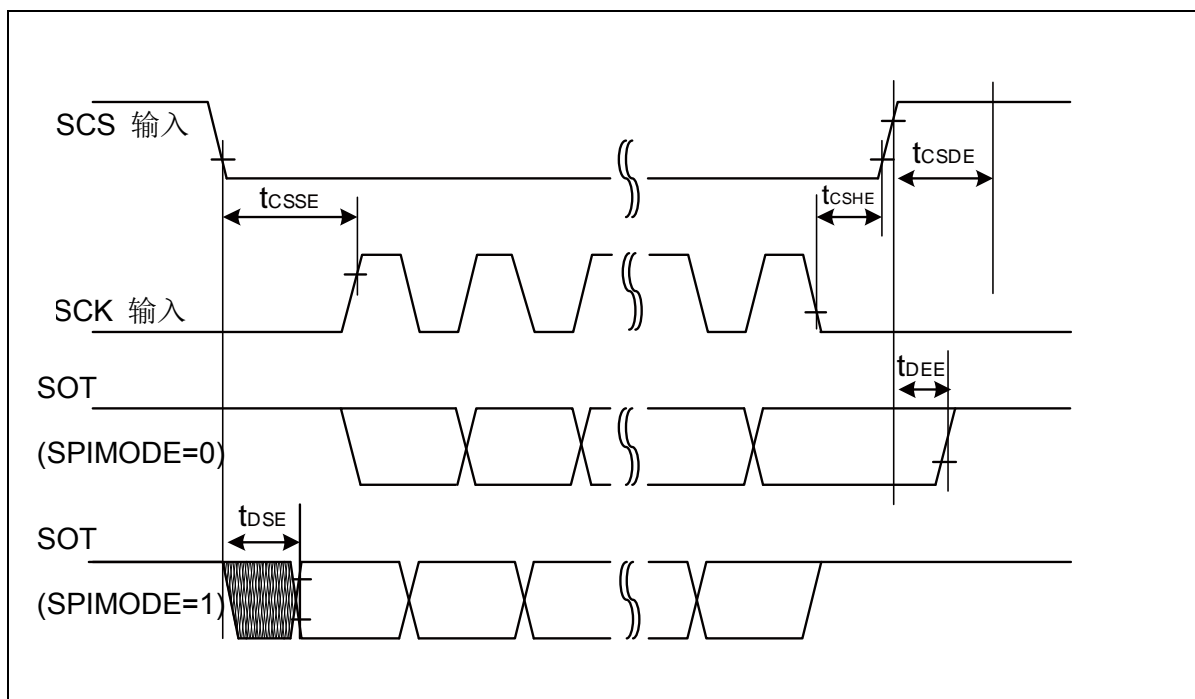 SCS 输入
tCSDE
tCSSE
tCSHE
SCK 输入
SOT
tDEE
(SPIMODE=0)
SOT
tDSE
(SPIMODE=1)